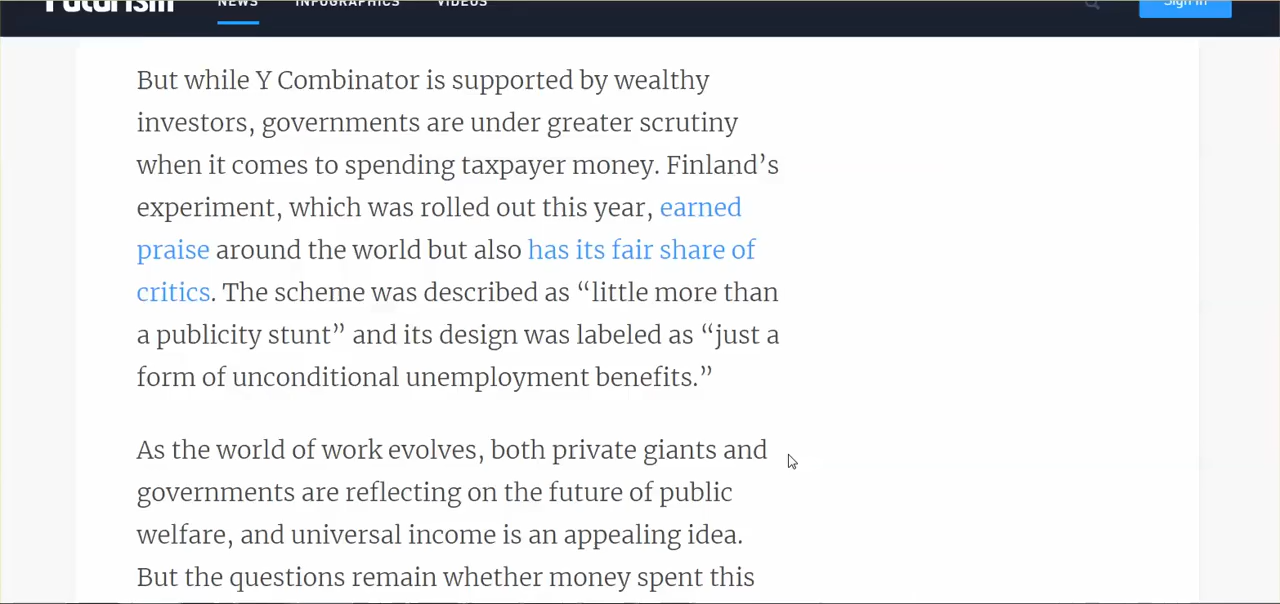 Futurism NEWS INFOGRAPHICS VIDEOS Sign In
But while Y Combinator is supported by wealthy
investors, governments are under greater scrutiny
when it comes to spending taxpayer money. Finland’s
experiment, which was rolled out this year, earned
praise around the world but also has its fair share of
critics. The scheme was described as “little more than
a publicity stunt” and its design was labeled as “just a
form of unconditional unemployment benefits.”
As the world of work evolves, both private giants and
governments are reflecting on the future of public
welfare, and universal income is an appealing idea.
But the questions remain whether money spent this